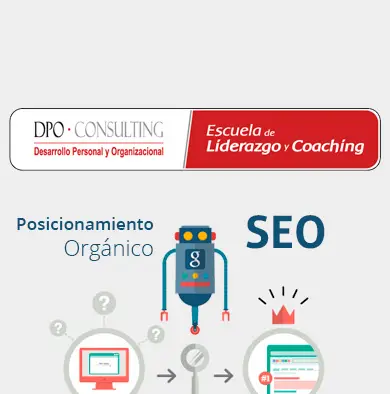 DPO · CONSULTING
Desarrollo Personal y Organizacional
Escuela de
Liderazgo y Coaching
Posicionamiento
Orgánico
SEO
g
?
?
?
#1